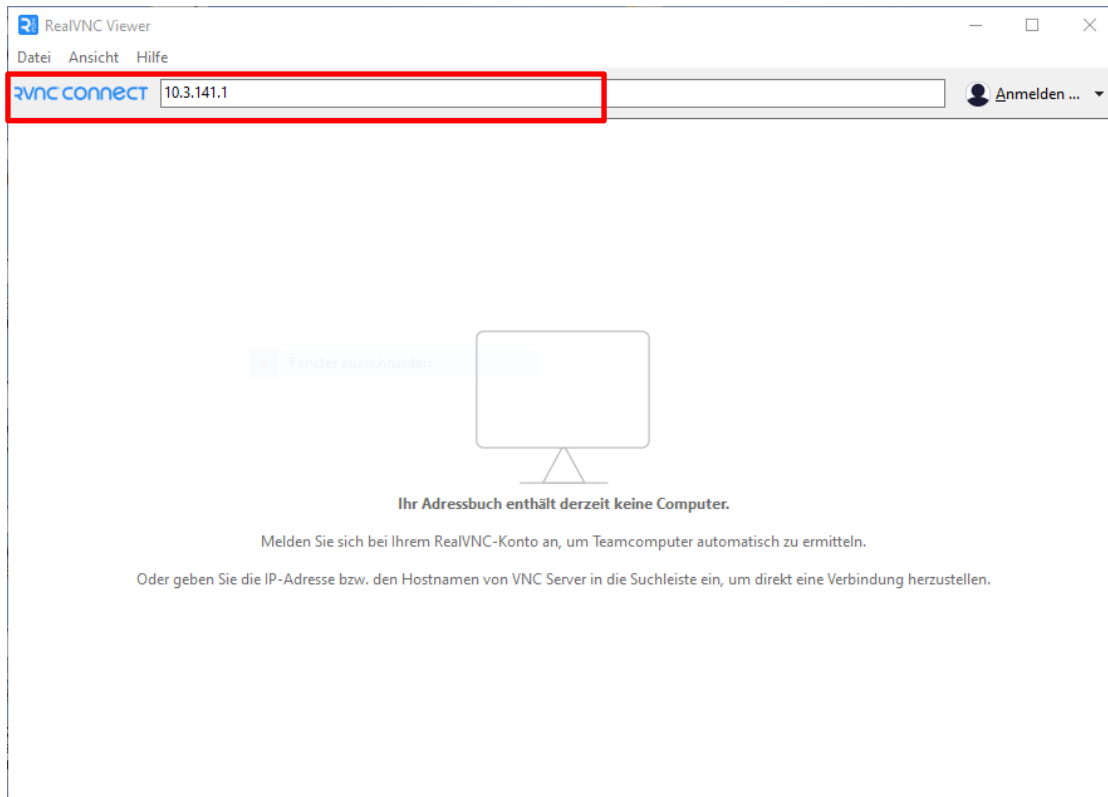 RealVNC Viewer
Datei Ansicht Hilfe
RVNC CONNECT 10.3.141.1 Anmelden ...
Fenster ausschneiden
Ihr Adressbuch enthält derzeit keine Computer.
Melden Sie sich bei Ihrem RealVNC-Konto an, um Teamcomputer automatisch zu ermitteln.
Oder geben Sie die IP-Adresse bzw. den Hostnamen von VNC Server in die Suchleiste ein, um direkt eine Verbindung herzustellen.